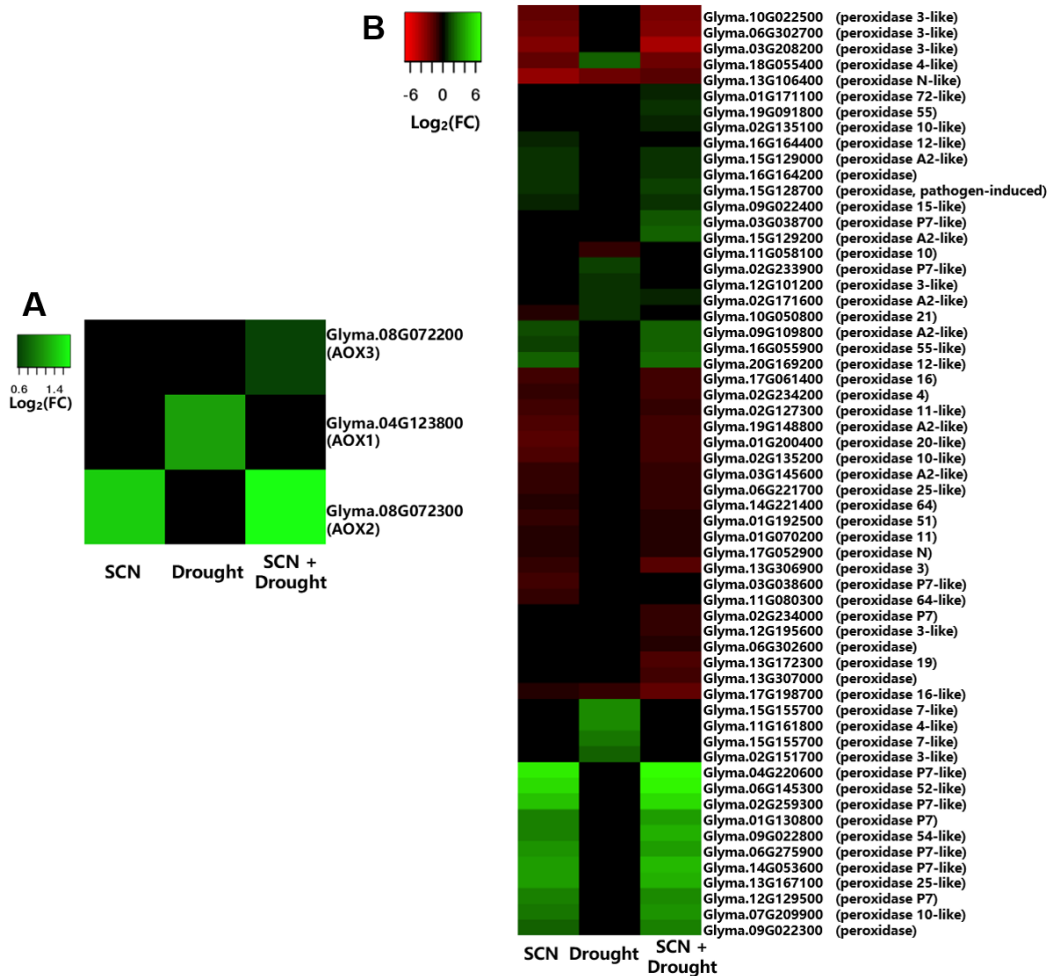 A
0.6 1.4
Log2(FC)
Glyma.08G072200
(AOX3)
Glyma.04G123800
(AOX1)
Glyma.08G072300
(AOX2)
SCN Drought SCN +
Drought
B
-6 0 6
Log2(FC)
Glyma.10G022500 (peroxidase 3-like)
Glyma.06G302700 (peroxidase 3-like)
Glyma.03G208200 (peroxidase 3-like)
Glyma.18G055400 (peroxidase 4-like)
Glyma.13G106400 (peroxidase N-like)
Glyma.01G171100 (peroxidase 72-like)
Glyma.19G091800 (peroxidase 55)
Glyma.02G135100 (peroxidase 10-like)
Glyma.16G164400 (peroxidase 12-like)
Glyma.15G129000 (peroxidase A2-like)
Glyma.16G164200 (peroxidase)
Glyma.15G128700 (peroxidase, pathogen-induced)
Glyma.09G022400 (peroxidase 15-like)
Glyma.03G038700 (peroxidase P7-like)
Glyma.15G129200 (peroxidase A2-like)
Glyma.11G058100 (peroxidase 10)
Glyma.02G233900 (peroxidase P7-like)
Glyma.12G101200 (peroxidase 3-like)
Glyma.02G171600 (peroxidase A2-like)
Glyma.10G050800 (peroxidase 21)
Glyma.09G109800 (peroxidase A2-like)
Glyma.16G055900 (peroxidase 55-like)
Glyma.20G169200 (peroxidase 12-like)
Glyma.17G061400 (peroxidase 16)
Glyma.02G234200 (peroxidase 4)
Glyma.02G127300 (peroxidase 11-like)
Glyma.19G148800 (peroxidase A2-like)
Glyma.01G200400 (peroxidase 20-like)
Glyma.02G135200 (peroxidase 10-like)
Glyma.03G145600 (peroxidase A2-like)
Glyma.06G221700 (peroxidase 25-like)
Glyma.14G221400 (peroxidase 64)
Glyma.01G192500 (peroxidase 51)
Glyma.01G070200 (peroxidase 11)
Glyma.17G052900 (peroxidase N)
Glyma.13G306900 (peroxidase 3)
Glyma.03G038600 (peroxidase P7-like)
Glyma.11G080300 (peroxidase 64-like)
Glyma.02G234000 (peroxidase P7)
Glyma.12G195600 (peroxidase 3-like)
Glyma.06G302600 (peroxidase)
Glyma.13G172300 (peroxidase 19)
Glyma.13G307000 (peroxidase)
Glyma.17G198700 (peroxidase 16-like)
Glyma.15G155700 (peroxidase 7-like)
Glyma.11G161800 (peroxidase 4-like)
Glyma.15G155700 (peroxidase 7-like)
Glyma.02G151700 (peroxidase 3-like)
Glyma.04G220600 (peroxidase P7-like)
Glyma.06G145300 (peroxidase 52-like)
Glyma.02G259300 (peroxidase P7-like)
Glyma.01G130800 (peroxidase P7)
Glyma.09G022800 (peroxidase 54-like)
Glyma.06G275900 (peroxidase P7-like)
Glyma.14G053600 (peroxidase P7-like)
Glyma.13G167100 (peroxidase 25-like)
Glyma.12G129500 (peroxidase P7)
Glyma.07G209900 (peroxidase 10-like)
Glyma.09G022300 (peroxidase)
SCN Drought SCN +
Drought